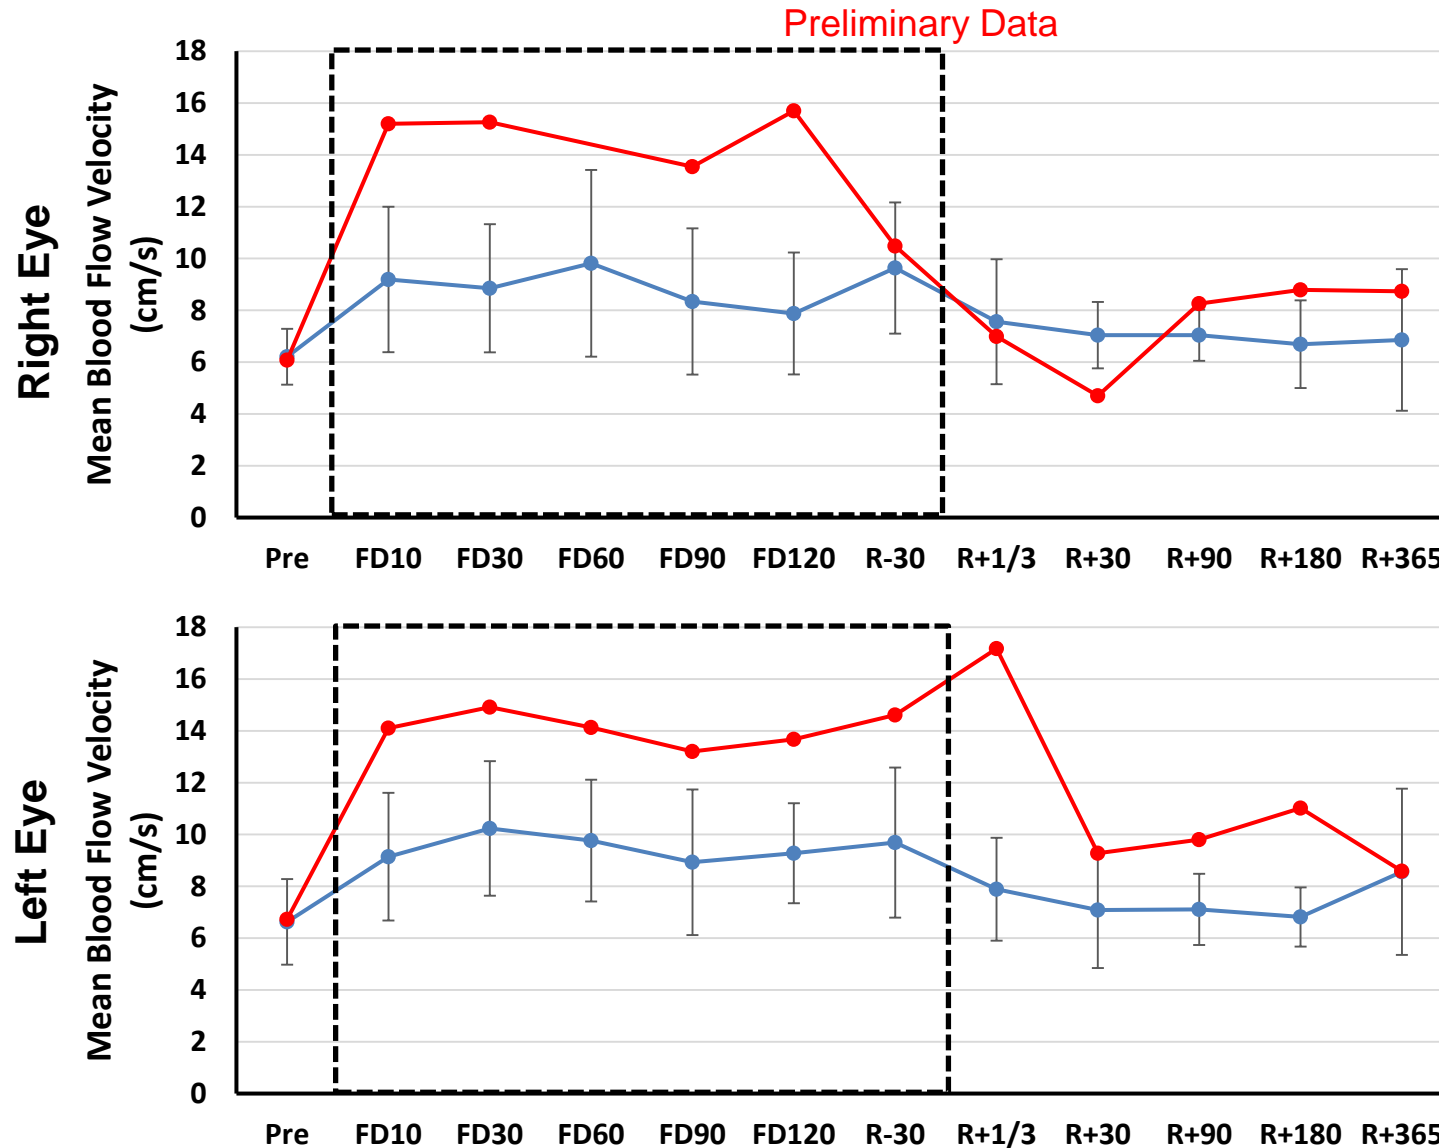 Preliminary Data
Right Eye
Mean Blood Flow Velocity
(cm/s)
18
16
14
12
10
8
6
4
2
0
Pre FD10 FD30 FD60 FD90 FD120 R-30 R+1/3 R+30 R+90 R+180 R+365
Left Eye
Mean Blood Flow Velocity
(cm/s)
18
16
14
12
10
8
6
4
2
0
Pre FD10 FD30 FD60 FD90 FD120 R-30 R+1/3 R+30 R+90 R+180 R+365